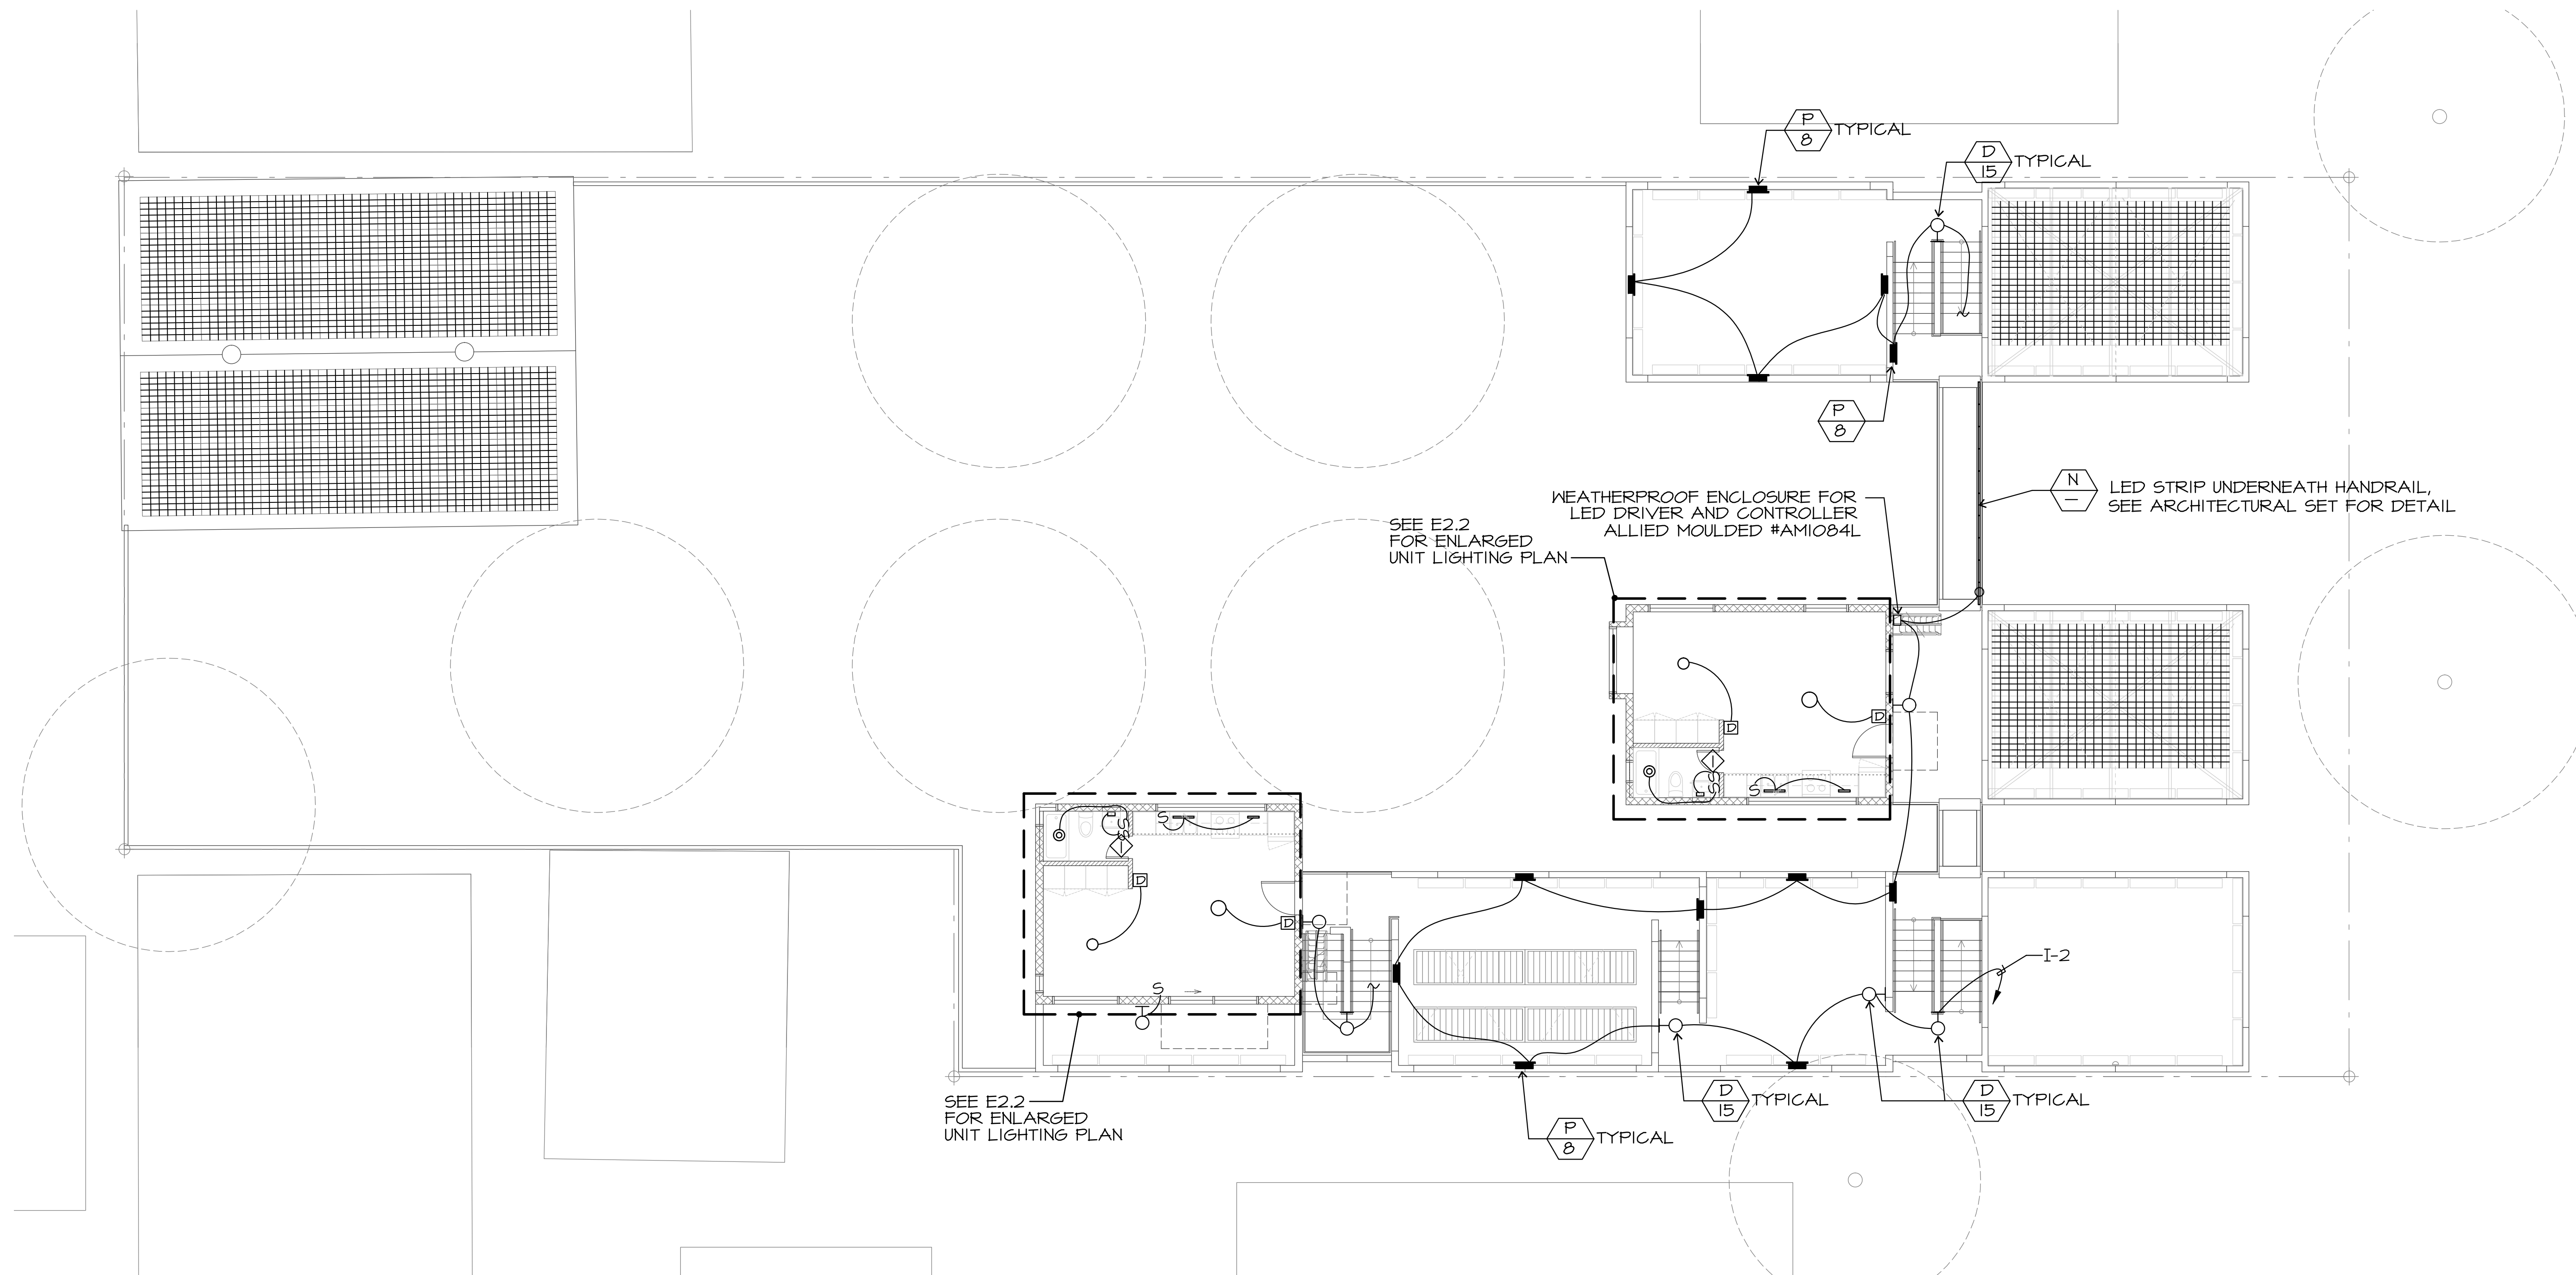 P
8
TYPICAL
D
15
TYPICAL
P
8
N
—
LED STRIP UNDERNEATH HANDRAIL,
SEE ARCHITECTURAL SET FOR DETAIL
WEATHERPROOF ENCLOSURE FOR
LED DRIVER AND CONTROLLER
ALLIED MOULDED #AM1084L
SEE E2.2
FOR ENLARGED
UNIT LIGHTING PLAN
D
D
1
S
S
S
S
S
S
1
D
D
S
S
I-2
SEE E2.2
FOR ENLARGED
UNIT LIGHTING PLAN
D
15
TYPICAL
D
15
TYPICAL
P
8
TYPICAL